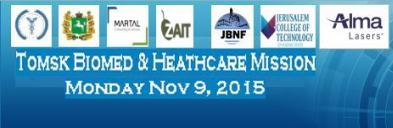 MARTAL
ZAIT
JBNF
JERUSALEM
COLLEGE OF
TECHNOLOGY
Alma
Lasers
TOMSK BIOMED & HEATHCARE MISSION
MONDAY NOV 9, 2015